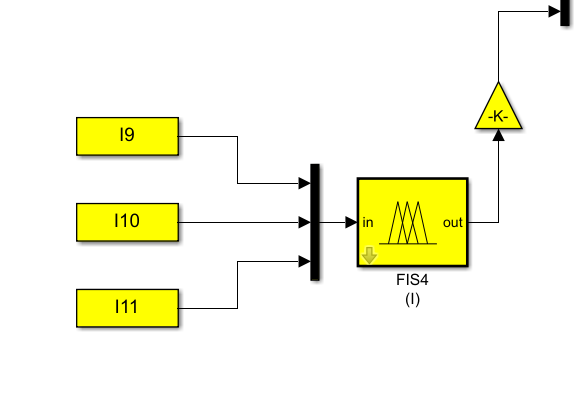 -K-
I9
I10
in
out
I11
FIS4
(I)